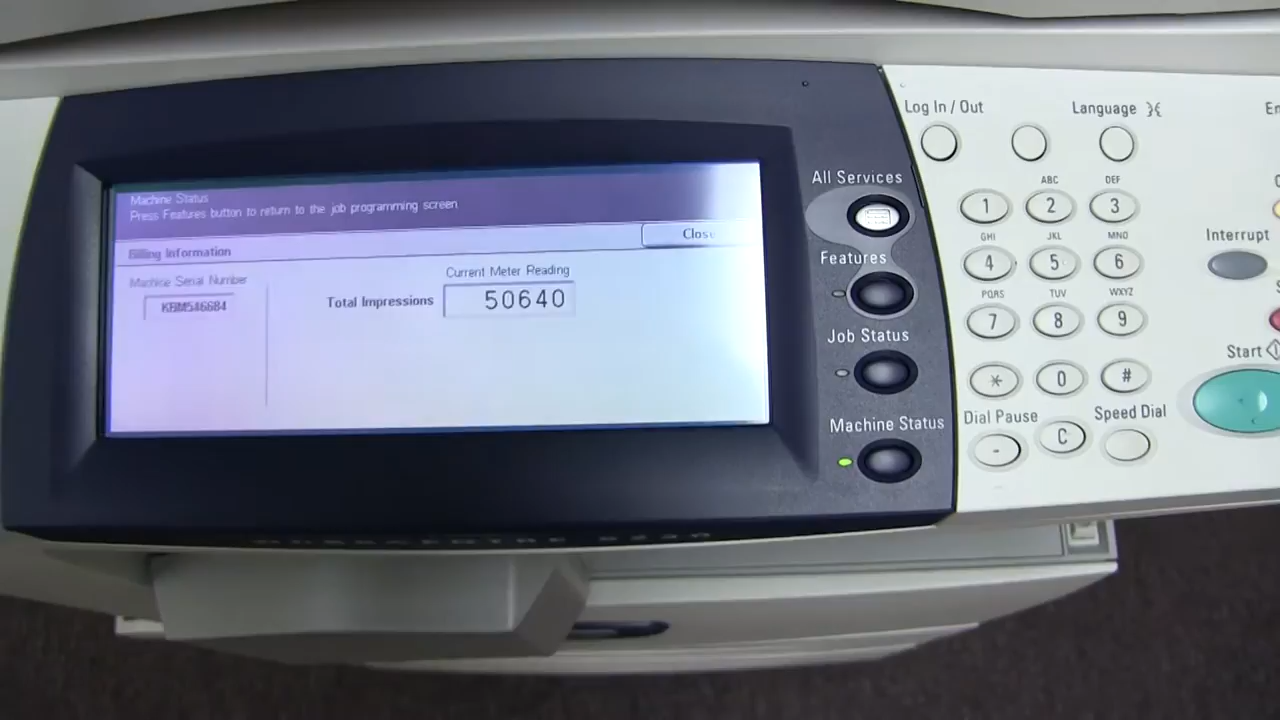 Machine Status
Press Features button to return to the job programming screen
Close
Billing Information
Machine Serial Number
KBM546684
Current Meter Reading
Total Impressions
50640
All Services
Features
Job Status
Machine Status
Log In / Out
Language
1
ABC
2
DEF
3
GHI
4
JKL
5
MNO
6
PQRS
7
TUV
8
WXYZ
9
*
0
#
Dial Pause
-
C
Speed Dial
Interrupt
Start